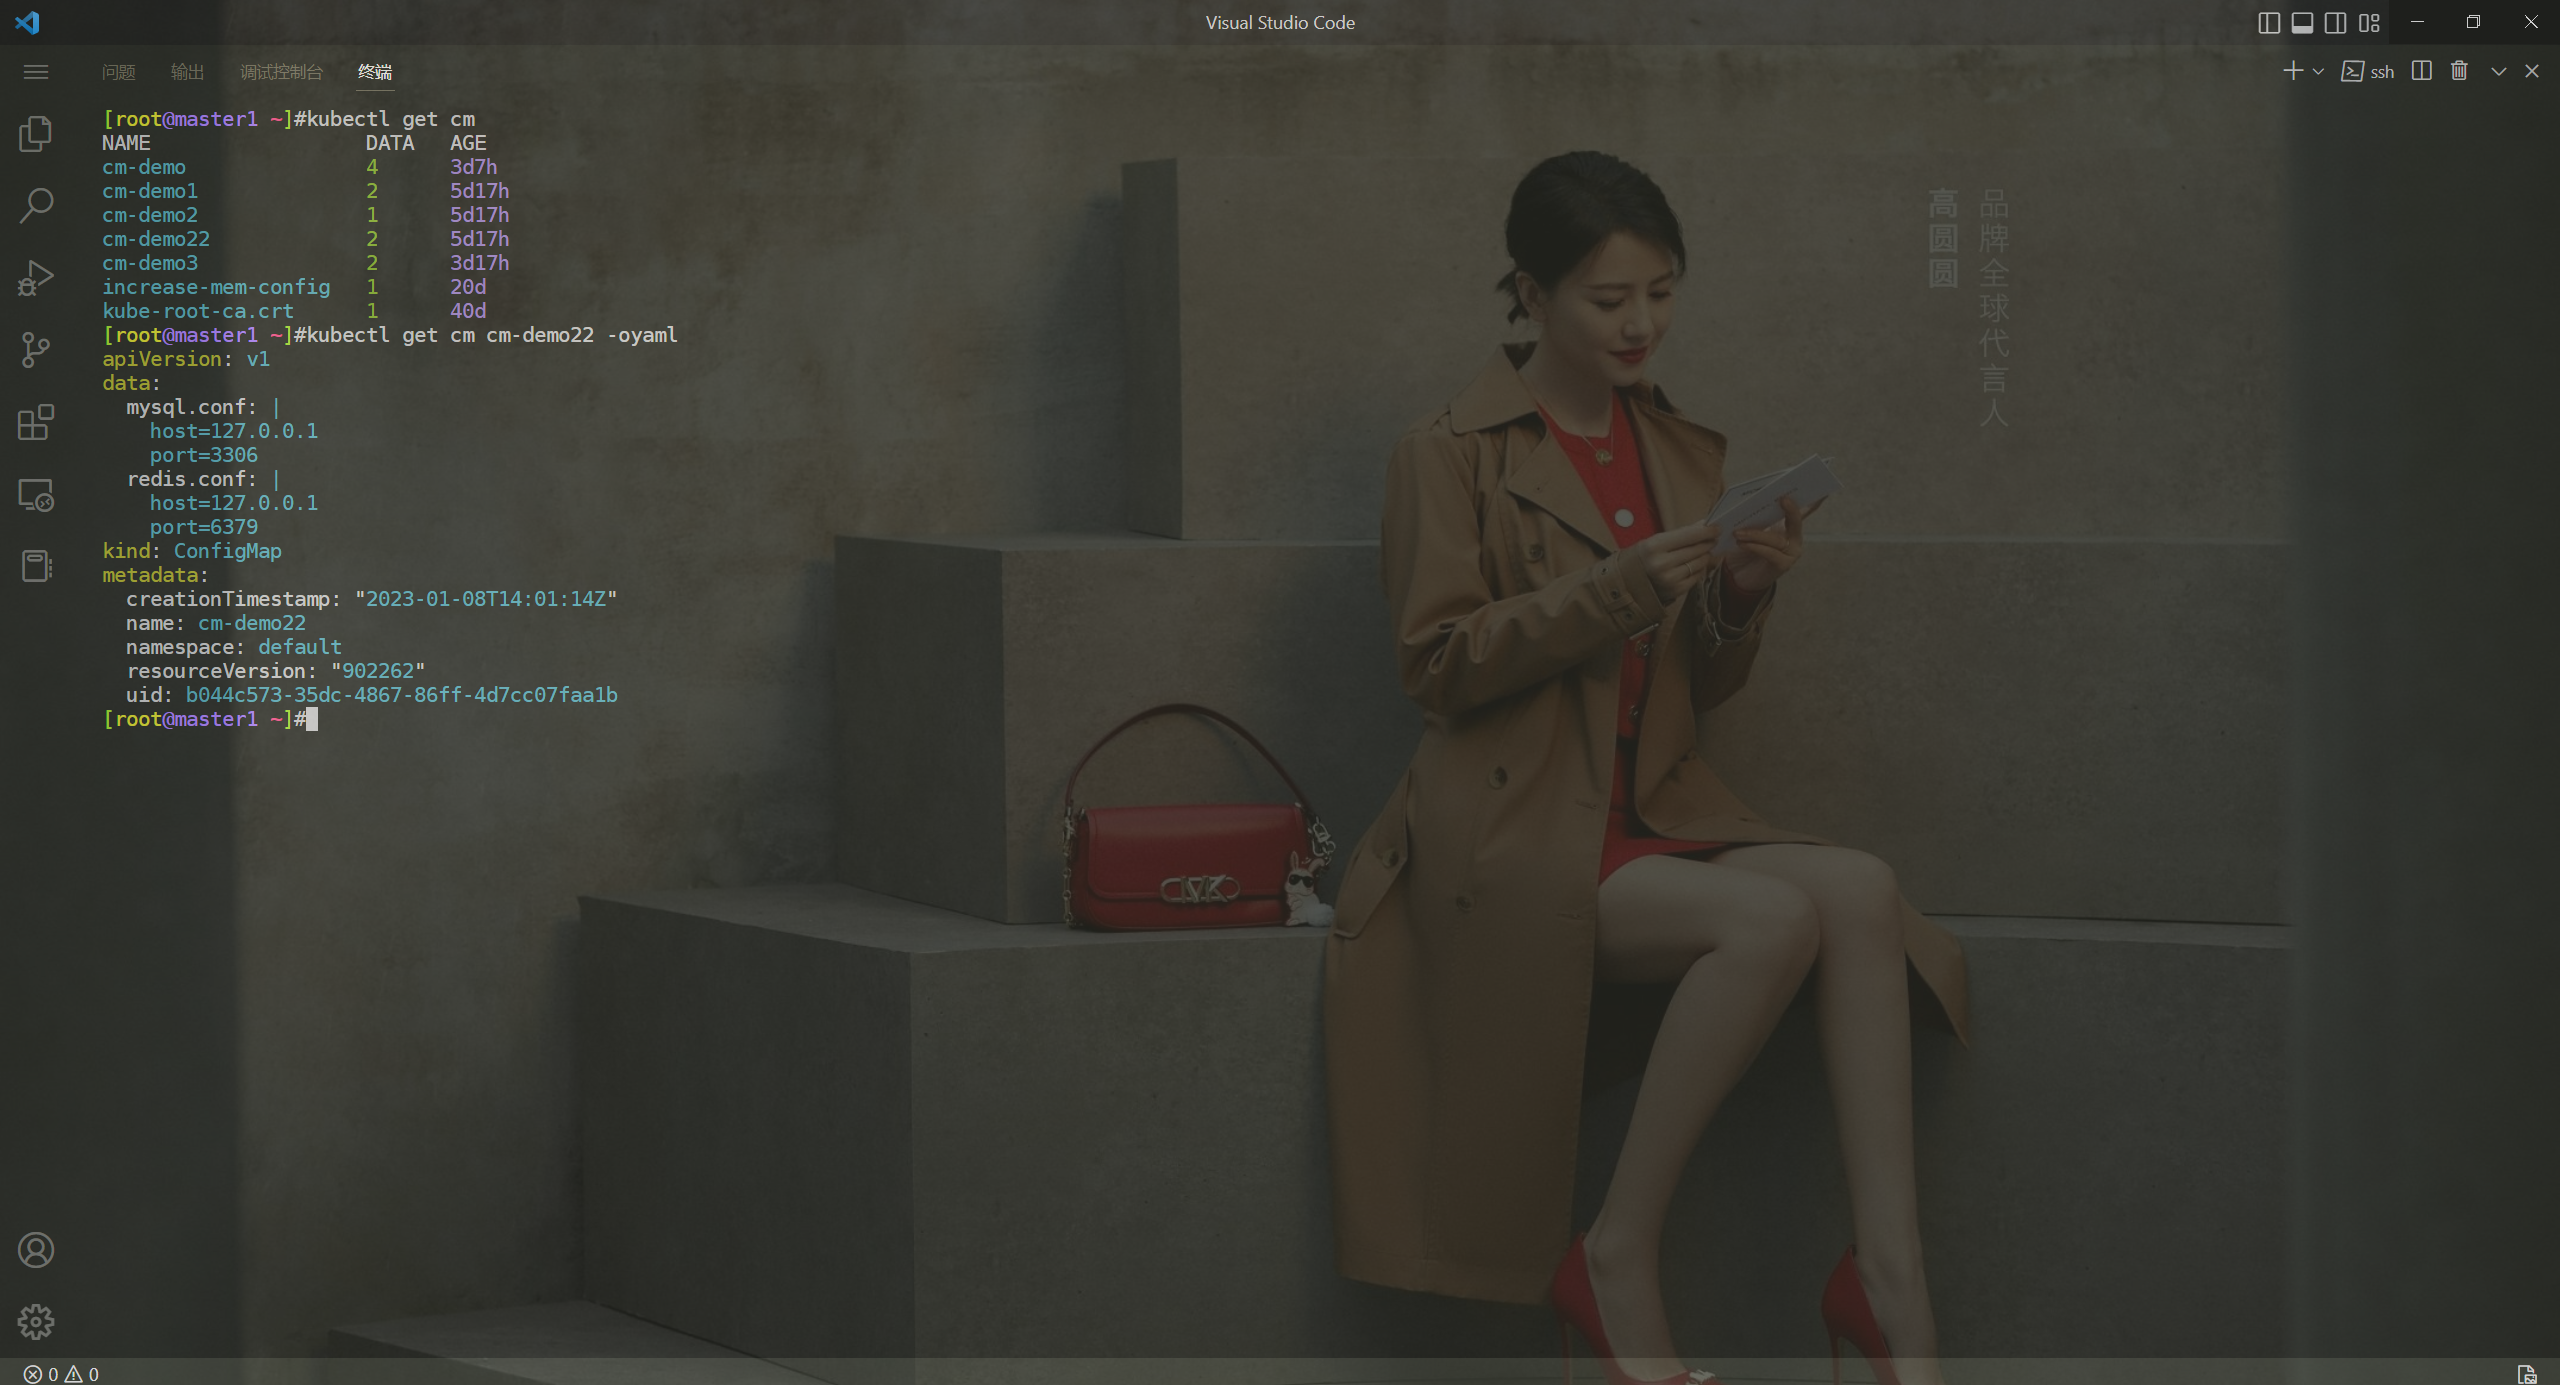 Visual Studio Code
问题 输出 调试控制台 终端
ssh
[root@master1 ~]#kubectl get cm
NAME DATA AGE
cm-demo 4 3d7h
cm-demo1 2 5d17h
cm-demo2 1 5d17h
cm-demo22 2 5d17h
cm-demo3 2 3d17h
increase-mem-config 1 20d
kube-root-ca.crt 1 40d
[root@master1 ~]#kubectl get cm cm-demo22 -oyaml
apiVersion: v1
data:
  mysql.conf: |
    host=127.0.0.1
    port=3306
  redis.conf: |
    host=127.0.0.1
    port=6379
kind: ConfigMap
metadata:
  creationTimestamp: "2023-01-08T14:01:14Z"
  name: cm-demo22
  namespace: default
  resourceVersion: "902262"
  uid: b044c573-35dc-4867-86ff-4d7cc07faa1b
[root@master1 ~]#
品牌全球代言人
高圆圆
MK
0 0